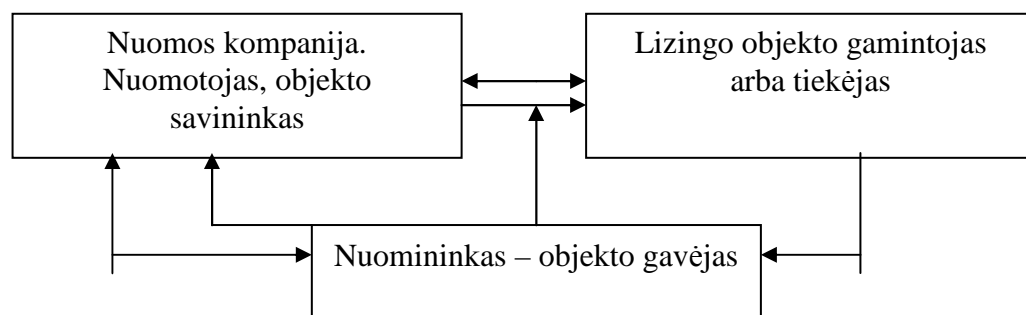 Nuomos kompanija.
Nuomotojas, objekto
savininkas
Lizingo objekto gamintojas
arba tiekėjas
Nuomininkas – objekto gavėjas